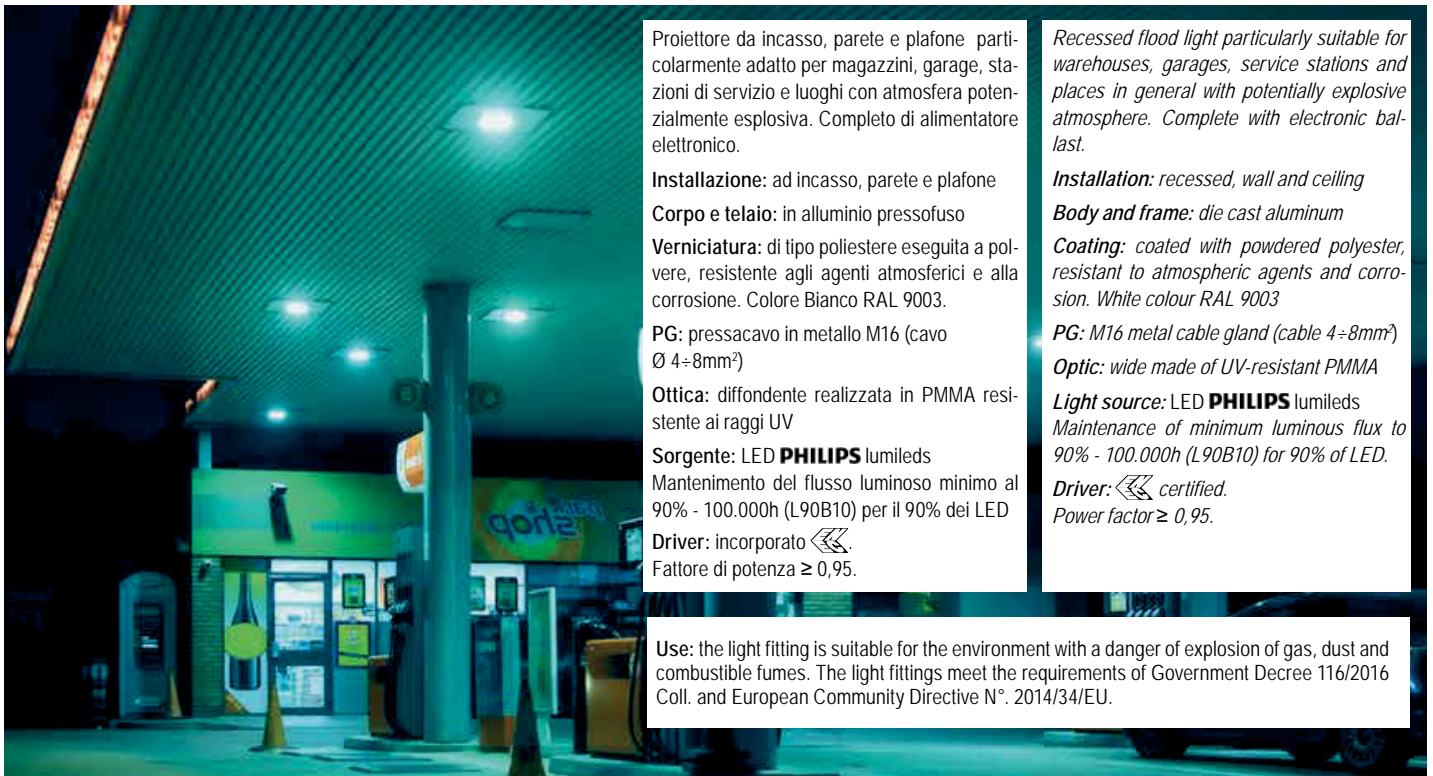 Proiettore da incasso, parete e plafone parti-
colarmente adatto per magazzini, garage, sta-
zioni di servizio e luoghi con atmosfera poten-
zialmente esplosiva. Completo di alimentatore
elettronico.
Installazione: ad incasso, parete e plafone
Corpo e telaio: in alluminio pressofuso
Verniciatura: di tipo poliestere eseguita a pol-
vere, resistente agli agenti atmosferici e alla
corrosione. Colore Bianco RAL 9003.
PG: pressacavo in metallo M16 (cavo
Ø 4÷8mm²)
Ottica: diffondente realizzata in PMMA resi-
stente ai raggi UV
Sorgente: LED PHILIPS lumileds
Mantenimento del flusso luminoso minimo al
90% - 100.000h (L90B10) per il 90% dei LED
Driver: incorporato .
Fattore di potenza ≥ 0,95.
Recessed flood light particularly suitable for
warehouses, garages, service stations and
places in general with potentially explosive
atmosphere. Complete with electronic bal-
last.
Installation: recessed, wall and ceiling
Body and frame: die cast aluminum
Coating: coated with powdered polyester,
resistant to atmospheric agents and corro-
sion. White colour RAL 9003
PG: M16 metal cable gland (cable 4÷8mm²)
Optic: wide made of UV-resistant PMMA
Light source: LED PHILIPS lumileds
Maintenance of minimum luminous flux to
90% - 100.000h (L90B10) for 90% of LED.
Driver: certified.
Power factor ≥ 0,95.
Use: the light fitting is suitable for the environment with a danger of explosion of gas, dust and
combustible fumes. The light fittings meet the requirements of Government Decree 116/2016
Coll. and European Community Directive N°. 2014/34/EU.
shop